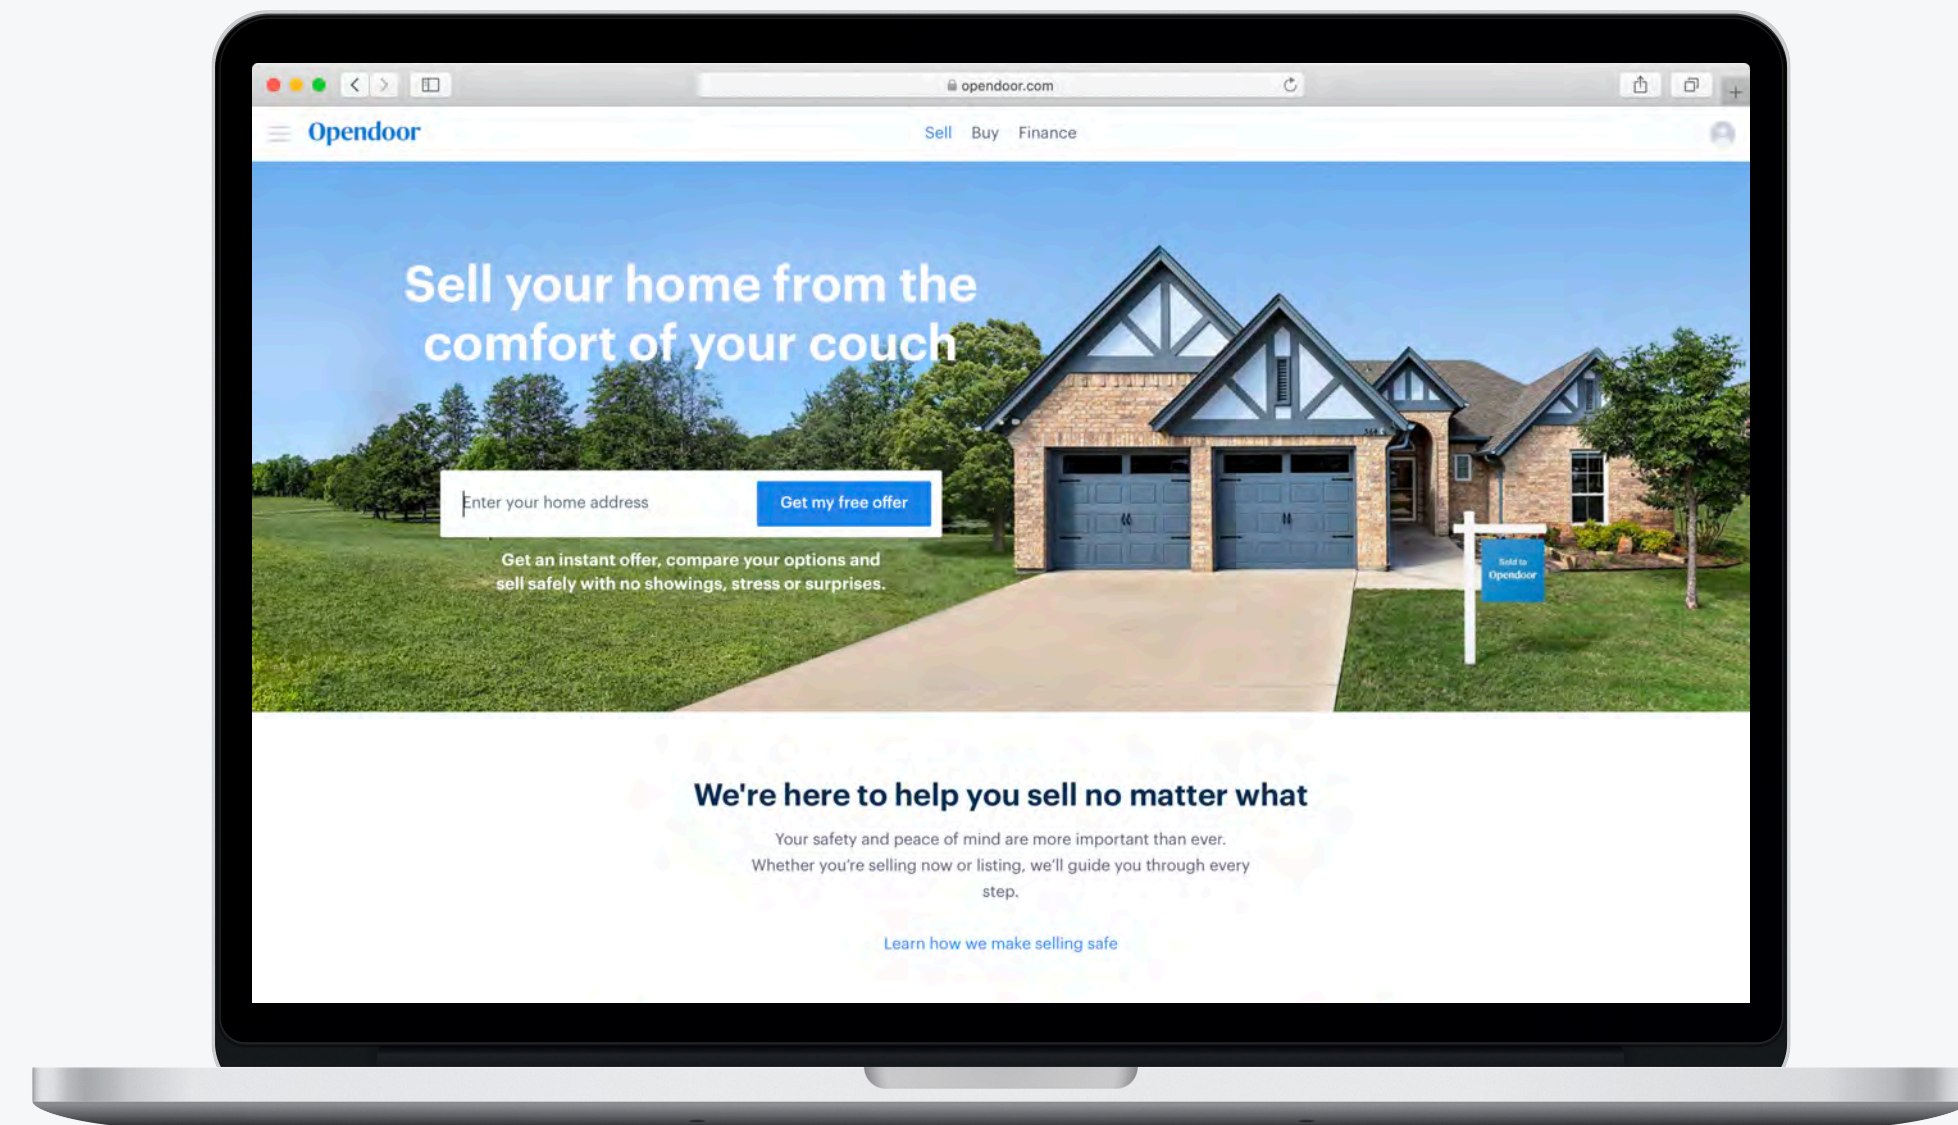 opendoor.com
Opendoor
Sell Buy Finance
Sell your home from the
comfort of your couch
Enter your home address
Get my free offer
Get an instant offer, compare your options and
sell safely with no showings, stress or surprises.
Sold to
Opendoor
We're here to help you sell no matter what
Your safety and peace of mind are more important than ever.
Whether you're selling now or listing, we'll guide you through every
step.
Learn how we make selling safe